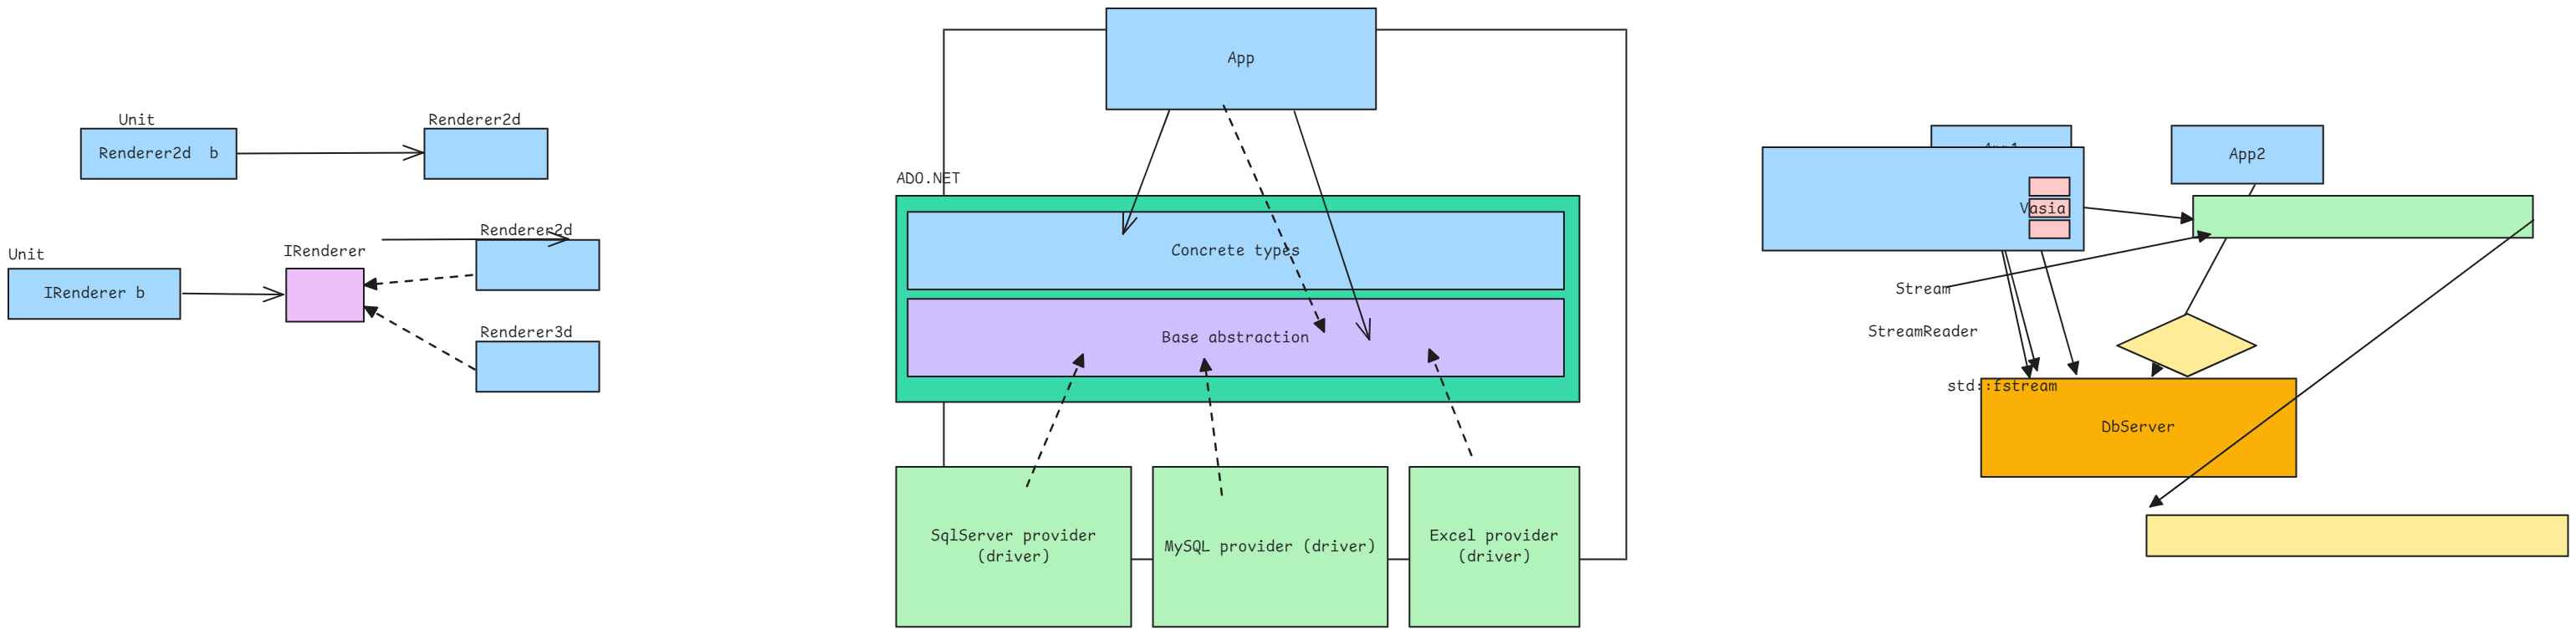 Unit
Renderer2d
Renderer2d b
Renderer2d
Unit
IRenderer
IRenderer b
Renderer3d
App
ADO.NET
Concrete types
Base abstraction
SqlServer provider
(driver)
MySQL provider (driver)
Excel provider
(driver)
App2
Vasia
Stream
StreamReader
std::fstream
DbServer